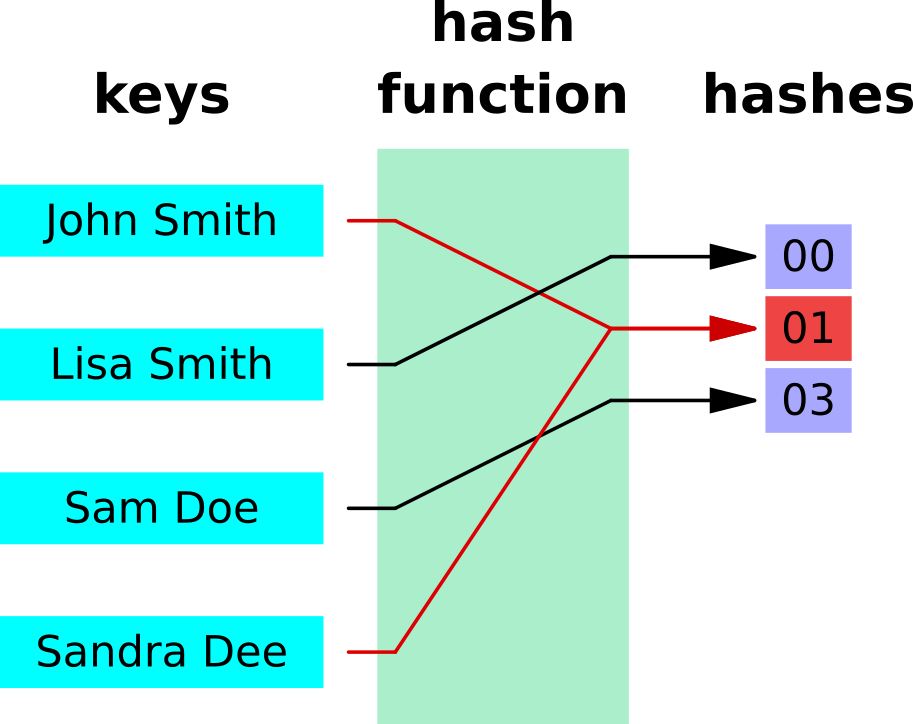 hash
keys
function
hashes
John Smith
Lisa Smith
Sam Doe
Sandra Dee
00
01
03